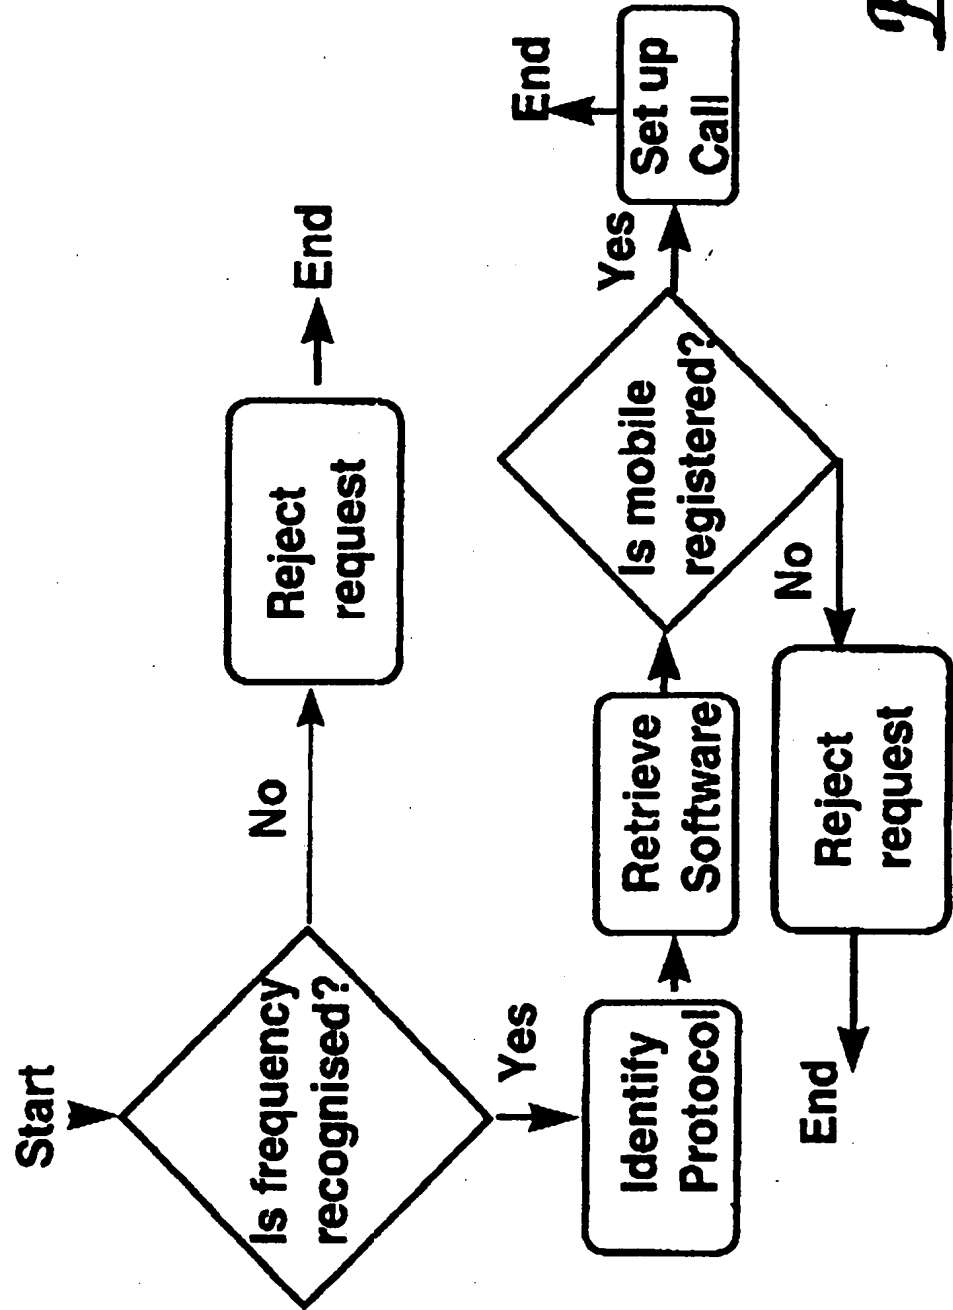 Start
Is frequency
recognised?
No
Reject
request
End
Yes
Identify
Protocol
Retrieve
Software
Is mobile
registered?
Yes
Set up
Call
End
No
Reject
request
End